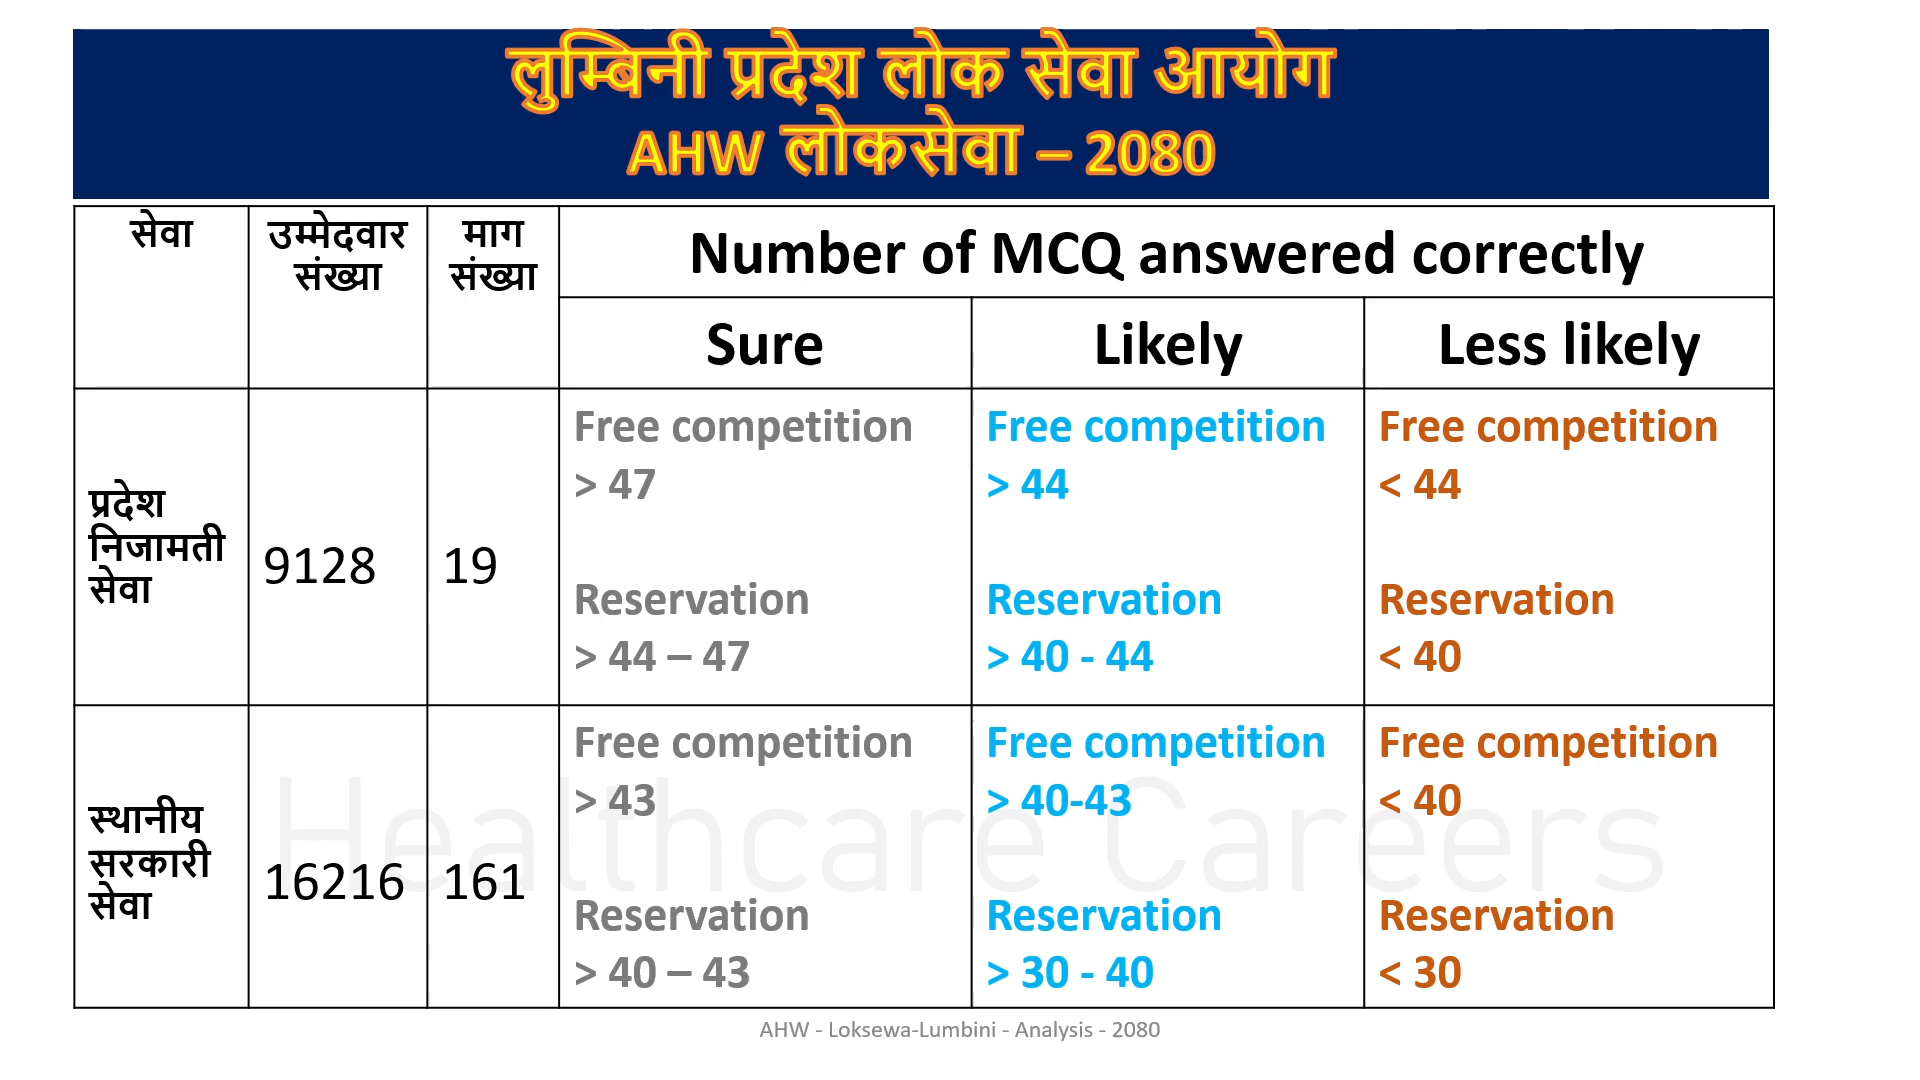 लुम्बिनी प्रदेश लोक सेवा आयोग
AHW लोकसेवा – 2080
सेवा
उम्मेदवार
संख्या
माग
संख्या
Number of MCQ answered correctly
Sure
Likely
Less likely
प्रदेश
निजामती
सेवा
9128
19
Free competition
> 47
Reservation
> 44 – 47
Free competition
> 44
Reservation
> 40 - 44
Free competition
< 44
Reservation
< 40
स्थानीय
सरकारी
सेवा
16216
161
Free competition
> 43
Reservation
> 40 – 43
Free competition
> 40-43
Reservation
> 30 - 40
Free competition
< 40
Reservation
< 30
Healthcare Careers
AHW - Loksewa-Lumbini - Analysis - 2080